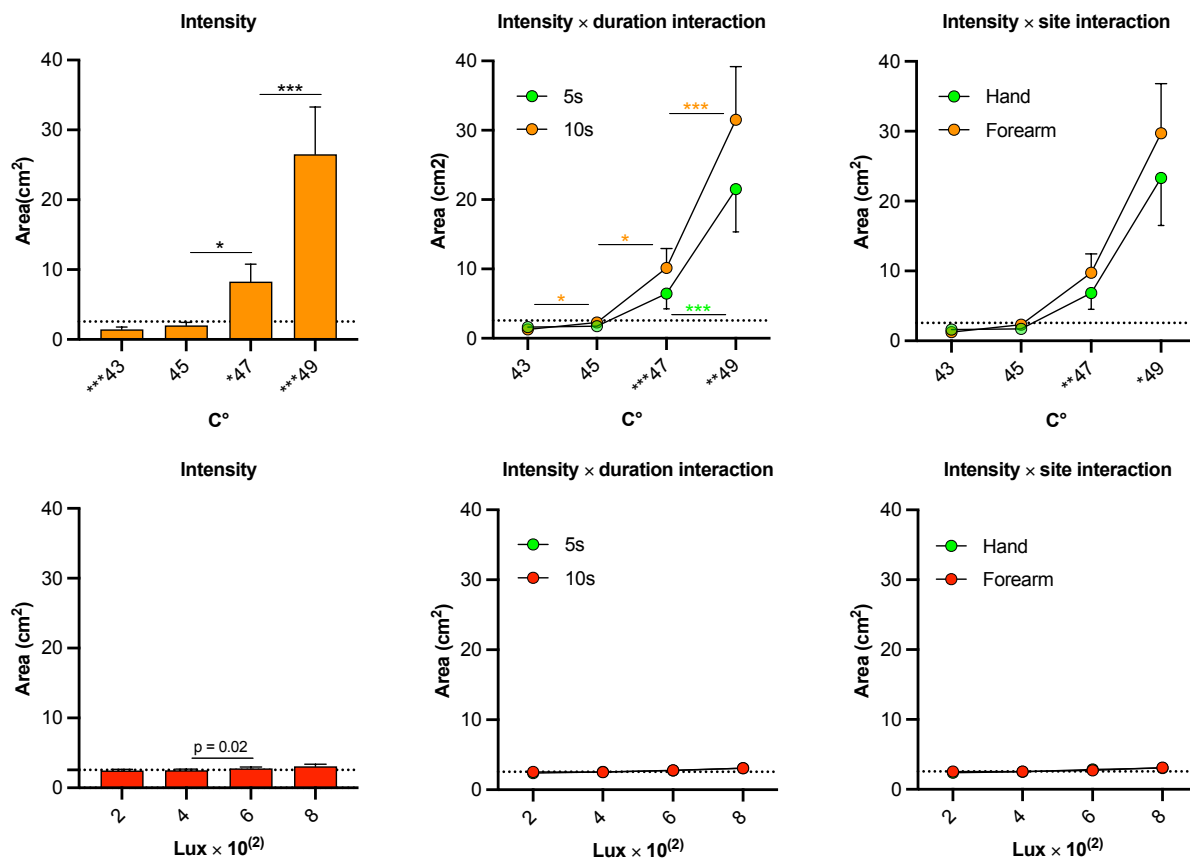 Intensity
Area(cm²)
40
30
20
10
0
***
*
***43
45
*47
***49
C°
Intensity × duration interaction
Area (cm2)
40
30
20
10
0
5s
10s
***
*
*
***
43
45
***47
**49
C°
Intensity × site interaction
Area (cm²)
40
30
20
10
0
Hand
Forearm
43
45
**47
*49
C°
Intensity
Area (cm²)
40
30
20
10
0
p = 0.02
2
4
6
8
Lux × 10⁽²⁾
Intensity × duration interaction
Area (cm²)
40
30
20
10
0
5s
10s
2
4
6
8
Lux × 10⁽²⁾
Intensity × site interaction
Area (cm²)
40
30
20
10
0
Hand
Forearm
2
4
6
8
Lux × 10⁽²⁾